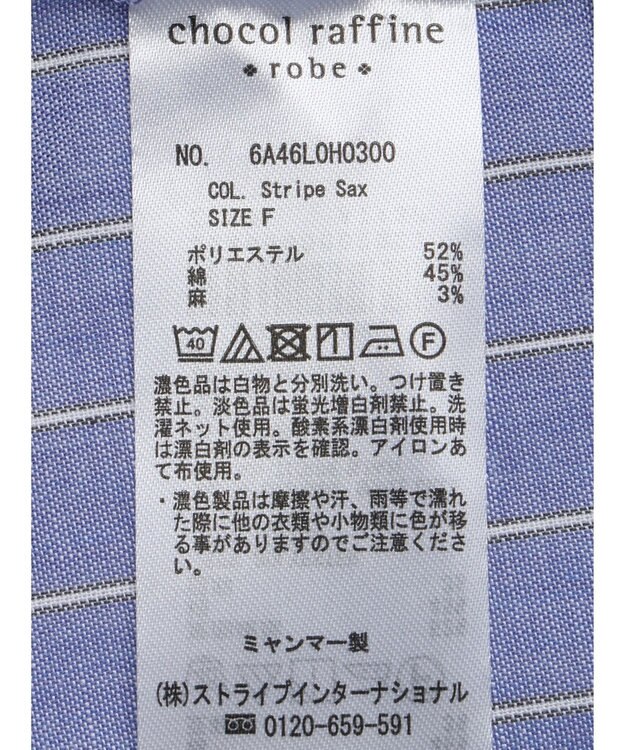 chocol raffine
robe
NO. 6A46L0H0300
COL. Stripe Sax
SIZE F
ポリエステル 52%
綿 45%
麻 3%
40 F
濃色品は白物と分別洗い。つけ置き
禁止。淡色品は蛍光増白剤禁止。洗
濯ネット使用。酸素系漂白剤使用時
は漂白剤の表示を確認。アイロンあ
て布使用。
・濃色製品は摩擦や汗、雨等で濡れ
た際に他の衣類や小物類に色が移
る事がありますのでご注意くださ
い。
ミャンマー製
(株)ストライプインターナショナル
0120-659-591